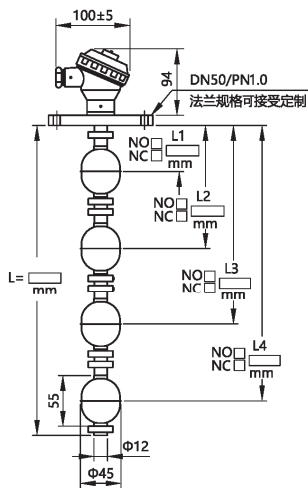 100±5
94
DN50/PN1.0
法兰规格可接受定制
NO□ L1
NC□ mm
NO□ L2
NC□ mm
NO□ L3
NC□ mm
L= mm
NO□ L4
NC□ mm
55
Φ12
Φ45